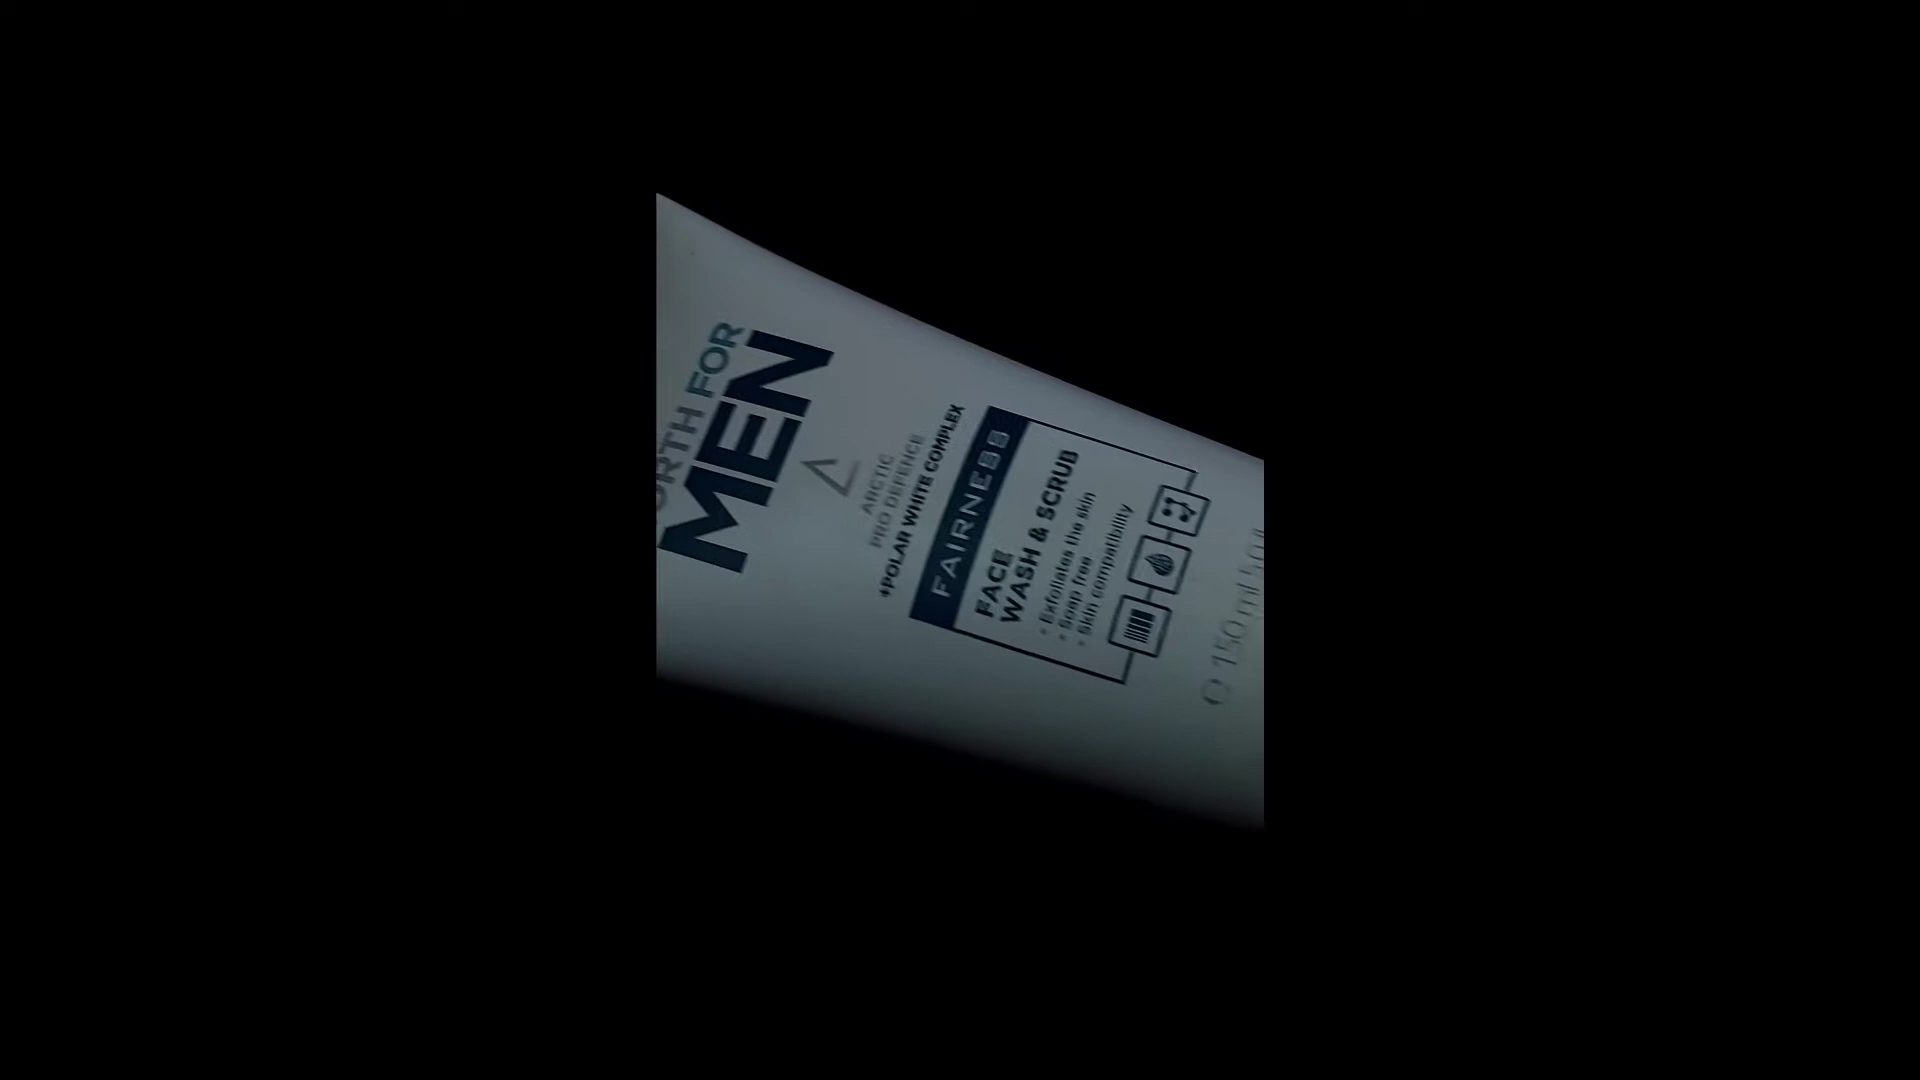 FOR
MEN
ARCTIC
PRO DEFENCE
+POLAR WHITE COMPLEX
FAIRNESS
FACE
WASH & SCRUB
• Exfoliates the skin
• Soap free
• Skin compatibility
150 ml